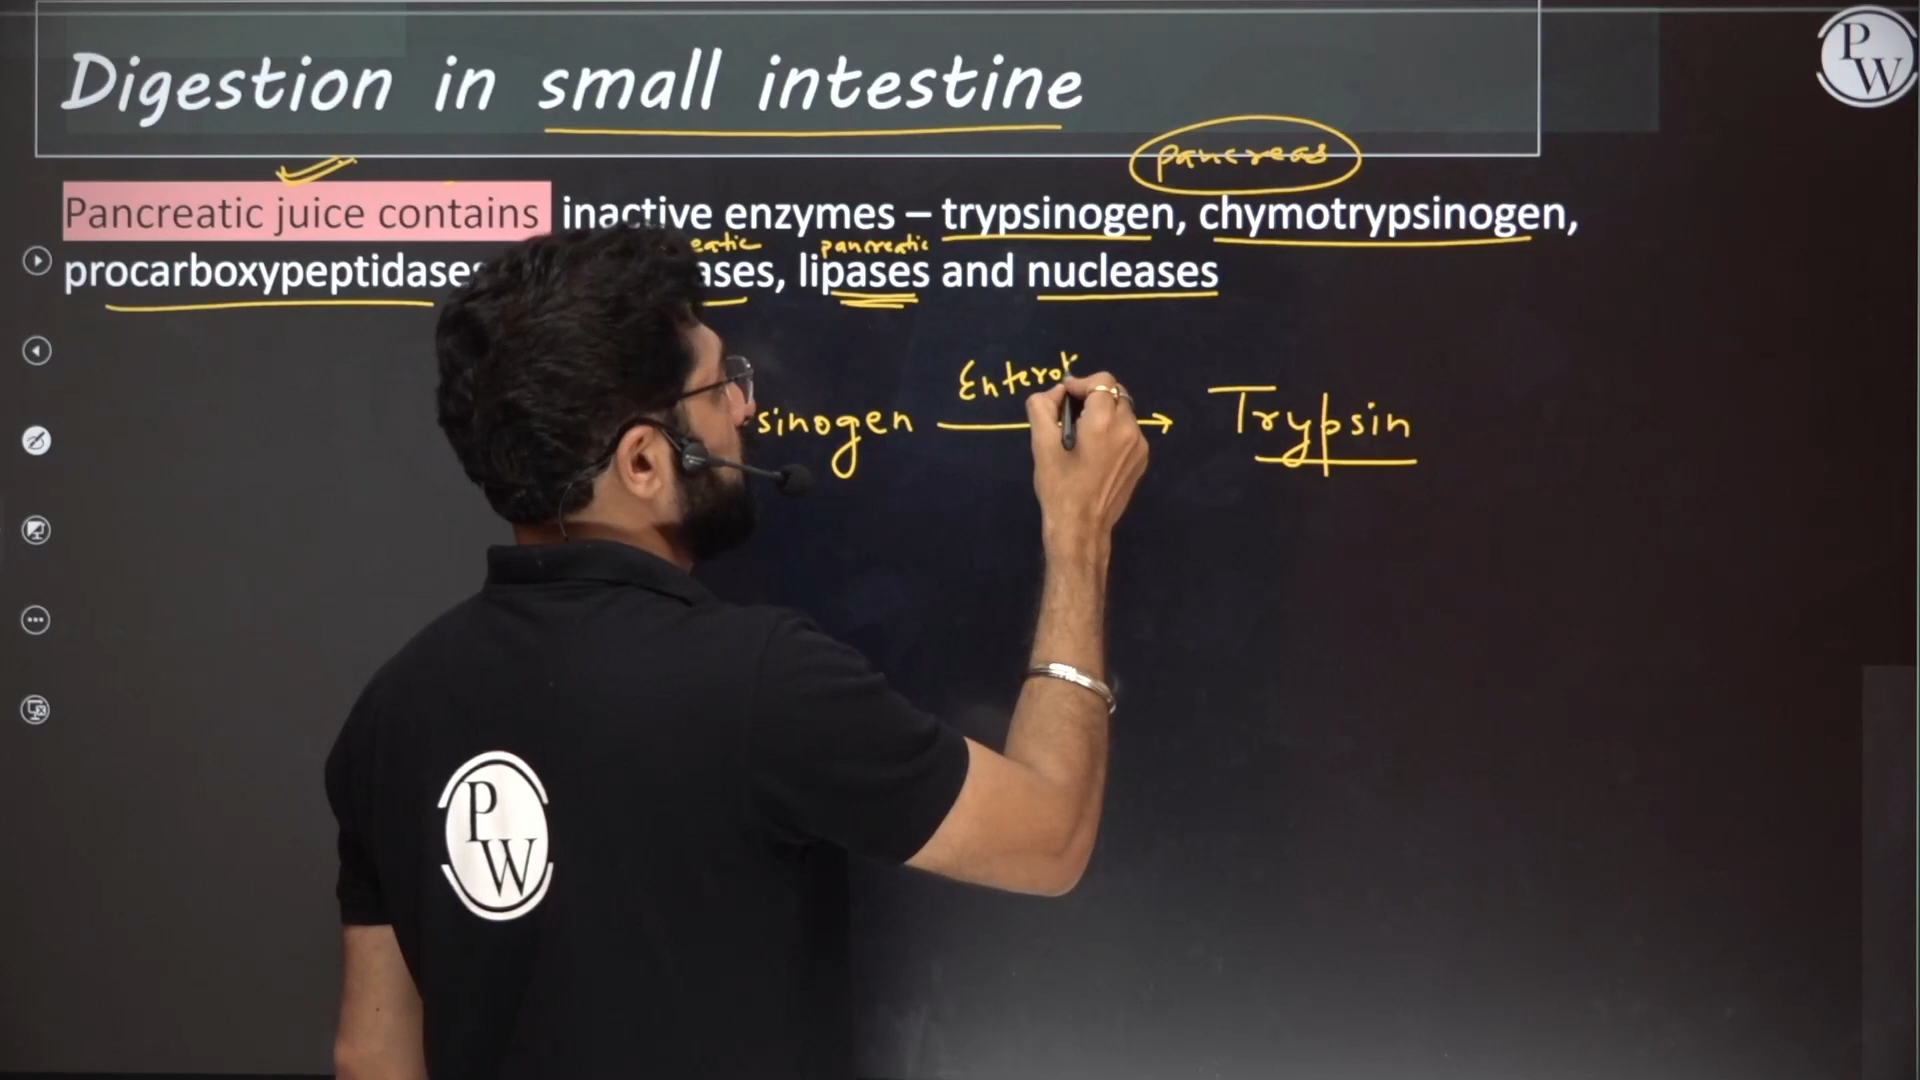 Digestion in small intestine
P
W
pancreas
Pancreatic juice contains inactive enzymes – trypsinogen, chymotrypsinogen,
pancreatic
procarboxypeptidases, lipases and nucleases
Enterok
sinogen → Trypsin
P
W